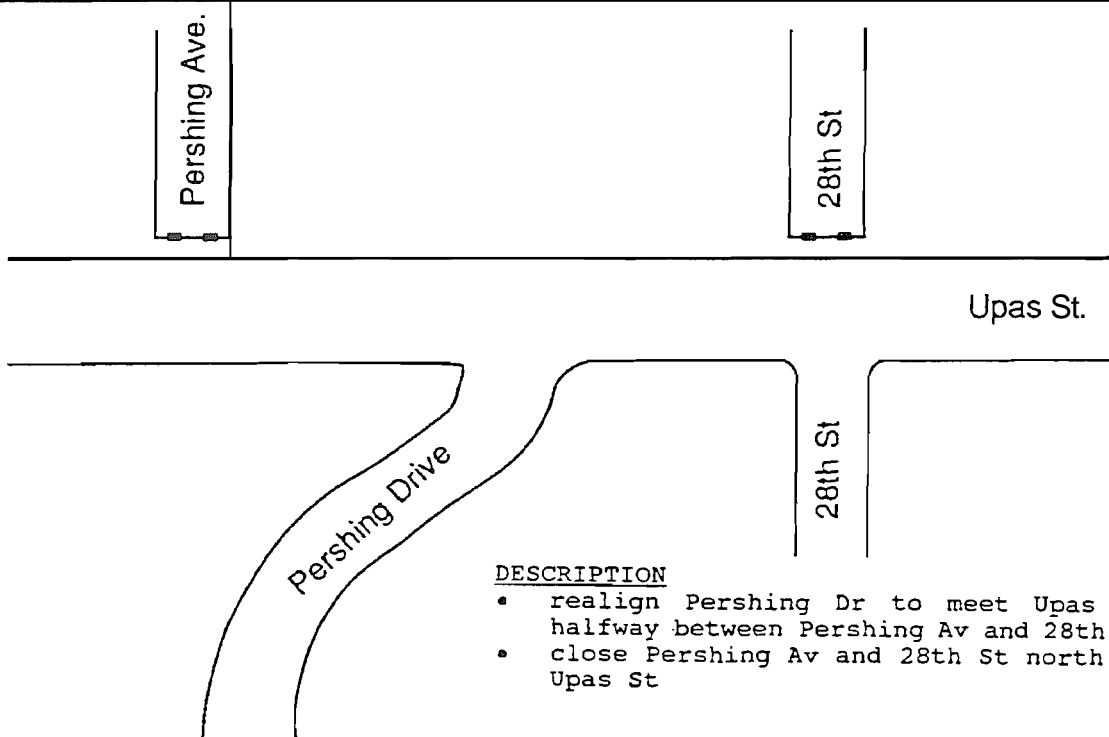 Pershing Ave.
28th St
Upas St.
Pershing Drive
28th St
DESCRIPTION
• realign Pershing Dr to meet Upas
halfway between Pershing Av and 28th
• close Pershing Av and 28th St north
Upas St